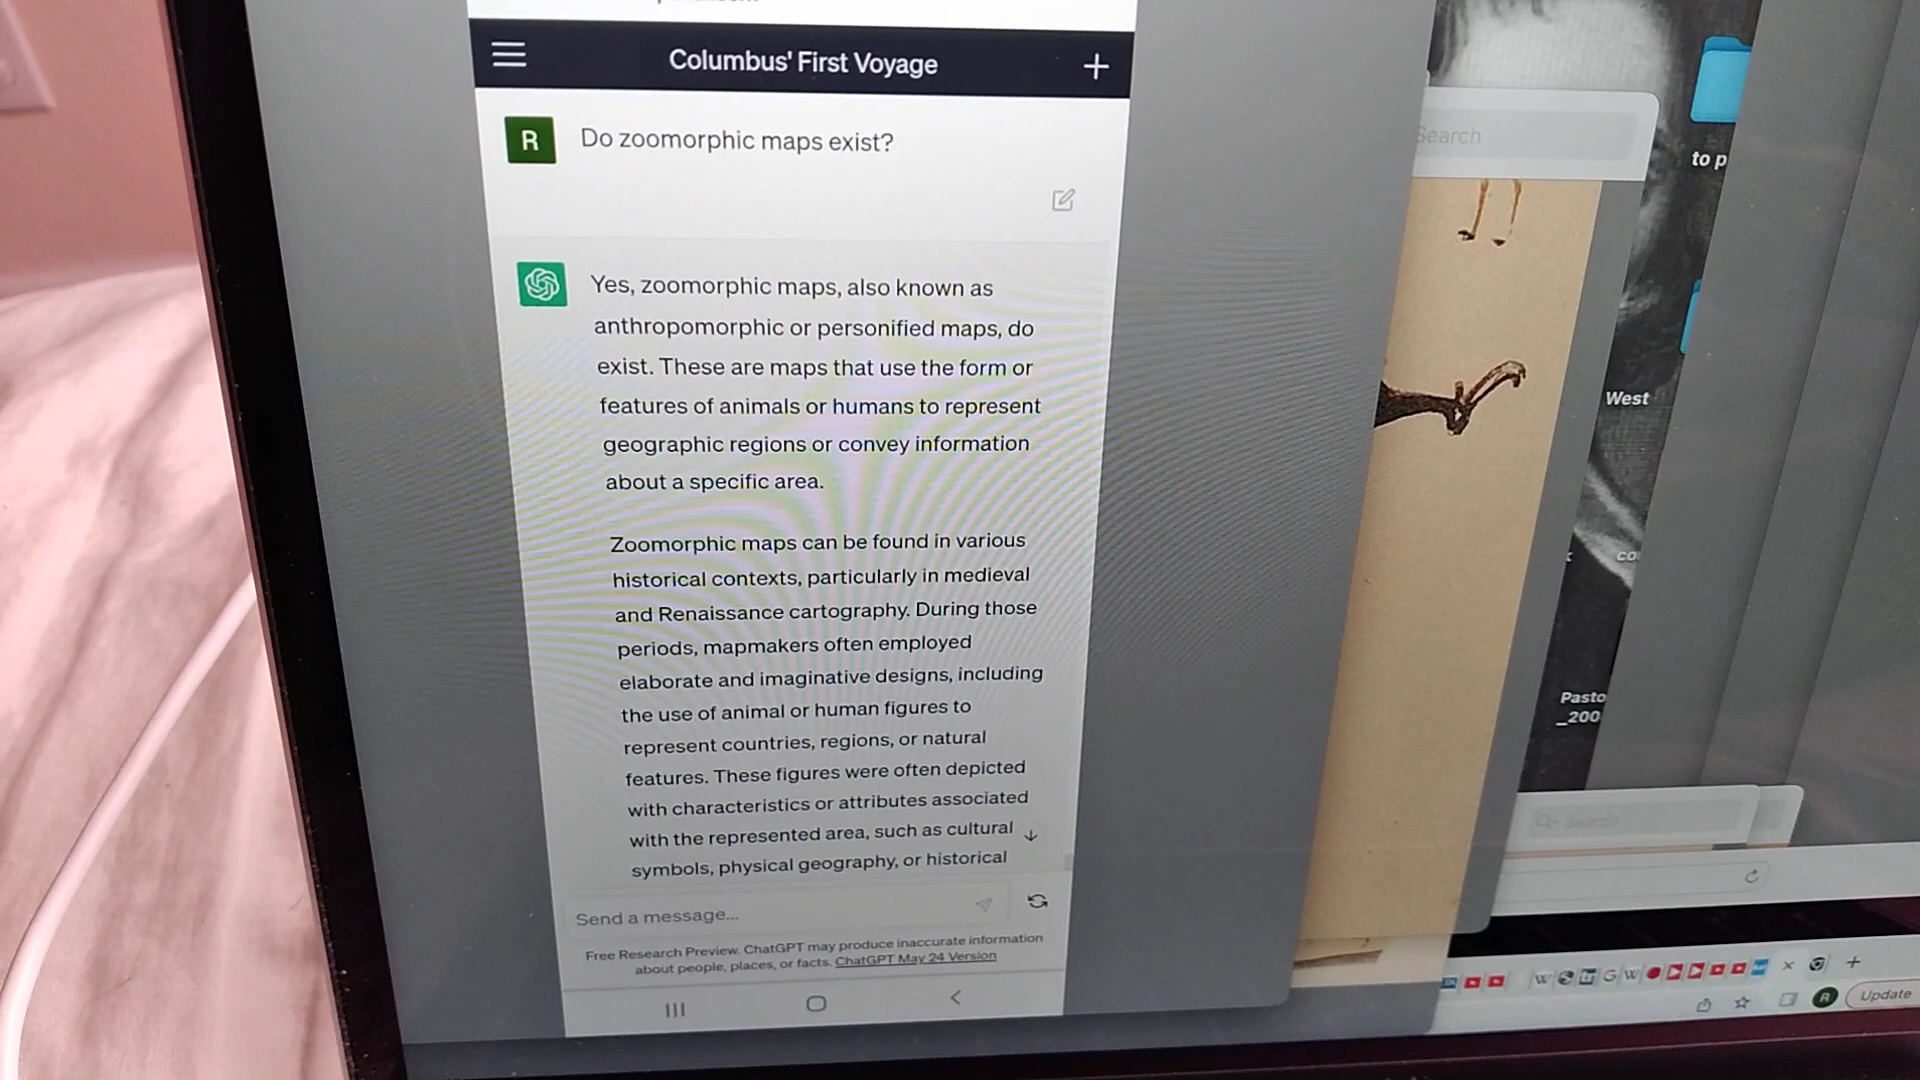 Columbus' First Voyage
R
Do zoomorphic maps exist?
Yes, zoomorphic maps, also known as
anthropomorphic or personified maps, do
exist. These are maps that use the form or
features of animals or humans to represent
geographic regions or convey information
about a specific area.
Zoomorphic maps can be found in various
historical contexts, particularly in medieval
and Renaissance cartography. During those
periods, mapmakers often employed
elaborate and imaginative designs, including
the use of animal or human figures to
represent countries, regions, or natural
features. These figures were often depicted
with characteristics or attributes associated
with the represented area, such as cultural
symbols, physical geography, or historical
Send a message...
Free Research Preview. ChatGPT may produce inaccurate information
about people, places, or facts. ChatGPT May 24 Version
Search
to p
West
co
Pasto
_200
Search
R
Update